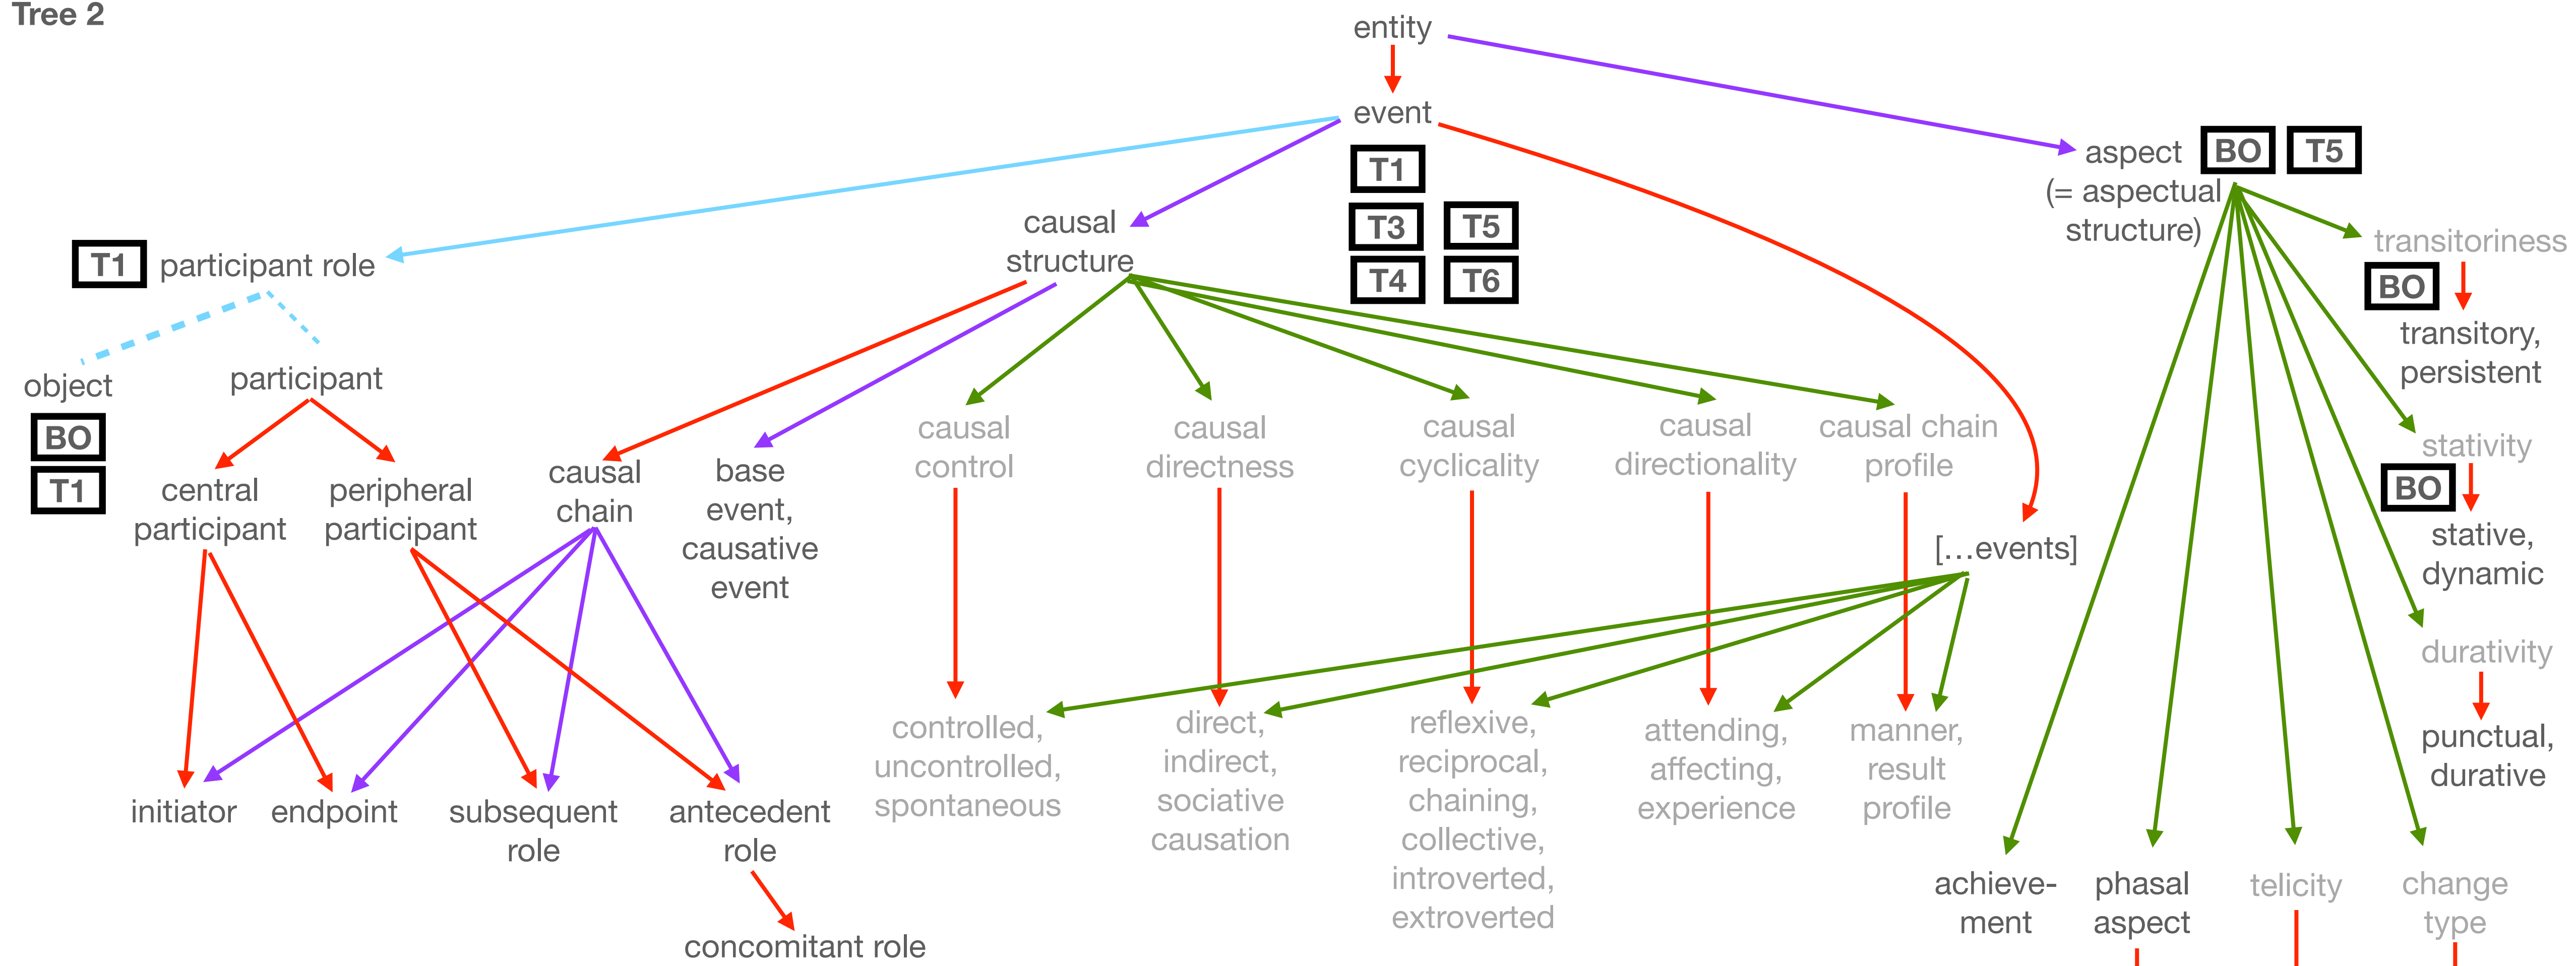 Tree 2
entity
event
T1
T3 T5
T4 T6
aspect BO T5
(= aspectual
structure)
transitoriness
BO
transitory,
persistent
stativity
BO
stative,
dynamic
durativity
punctual,
durative
causal
structure
T1 participant role
object
BO
T1
participant
central
participant
peripheral
participant
causal
chain
base
event,
causative
event
causal
control
causal
directness
causal
cyclicality
causal
directionality
causal chain
profile
[...events]
initiator
endpoint
subsequent
role
antecedent
role
concomitant role
controlled,
uncontrolled,
spontaneous
direct,
indirect,
sociative
causation
reflexive,
reciprocal,
chaining,
collective,
introverted,
extroverted
attending,
affecting,
experience
manner,
result
profile
achieve-
ment
phasal
aspect
telicity
change
type